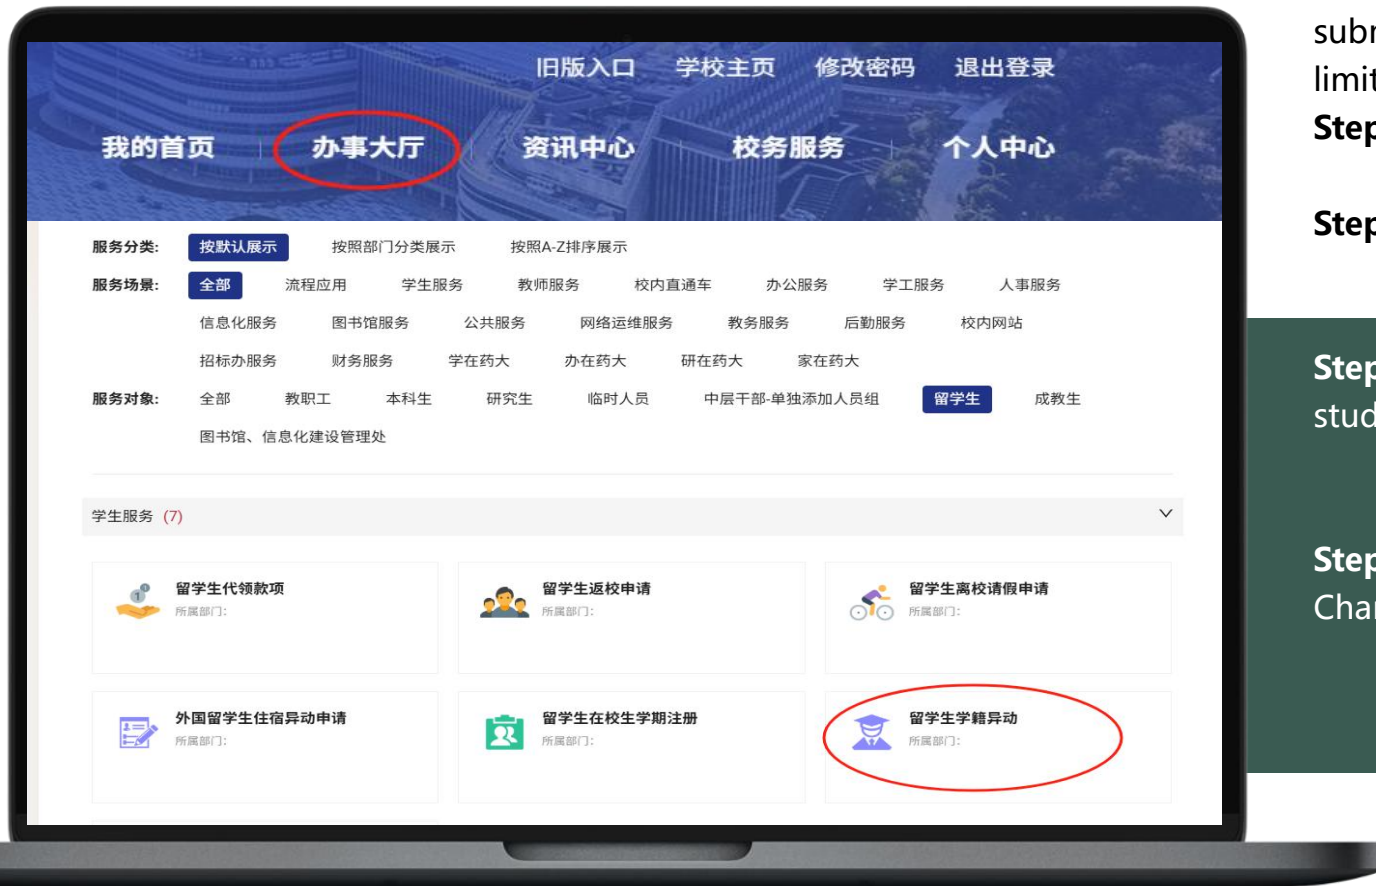 旧版入口 学校主页 修改密码 退出登录
我的首页 办事大厅 资讯中心 校务服务 个人中心
服务分类: 按默认展示 按照部门分类展示 按照A-Z排序展示
服务场景: 全部 流程应用 学生服务 教师服务 校内直通车 办公服务 学工服务 人事服务
信息化服务 图书馆服务 公共服务 网络运维服务 教务服务 后勤服务 校内网站
招标办服务 财务服务 学在药大 办在药大 研在药大 家在药大
服务对象: 全部 教职工 本科生 研究生 临时人员 中层干部-单独添加人员组 留学生 成教生
图书馆、信息化建设管理处
学生服务 (7)
留学生代领款项 留学生返校申请 留学生离校请假申请
所属部门: 所属部门: 所属部门:
外国留学生住宿异动申请 留学生在校生学期注册 留学生学籍异动
所属部门: 所属部门: 所属部门:
limit
Step
Step
Step
stud
Step